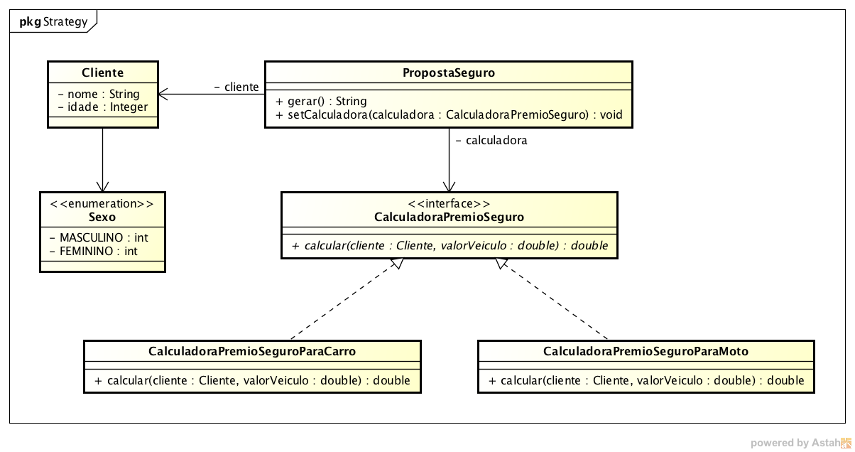 pkg Strategy
Cliente
- nome : String
- idade : Integer
- cliente
PropostaSeguro
+ gerar() : String
+ setCalculadora(calculadora : CalculadoraPremioSeguro) : void
- calculadora
<<enumeration>>
Sexo
- MASCULINO : int
- FEMININO : int
<<interface>>
CalculadoraPremioSeguro
+ calcular(cliente : Cliente, valorVeiculo : double) : double
CalculadoraPremioSeguroParaCarro
+ calcular(cliente : Cliente, valorVeiculo : double) : double
CalculadoraPremioSeguroParaMoto
+ calcular(cliente : Cliente, valorVeiculo : double) : double
powered by Astah